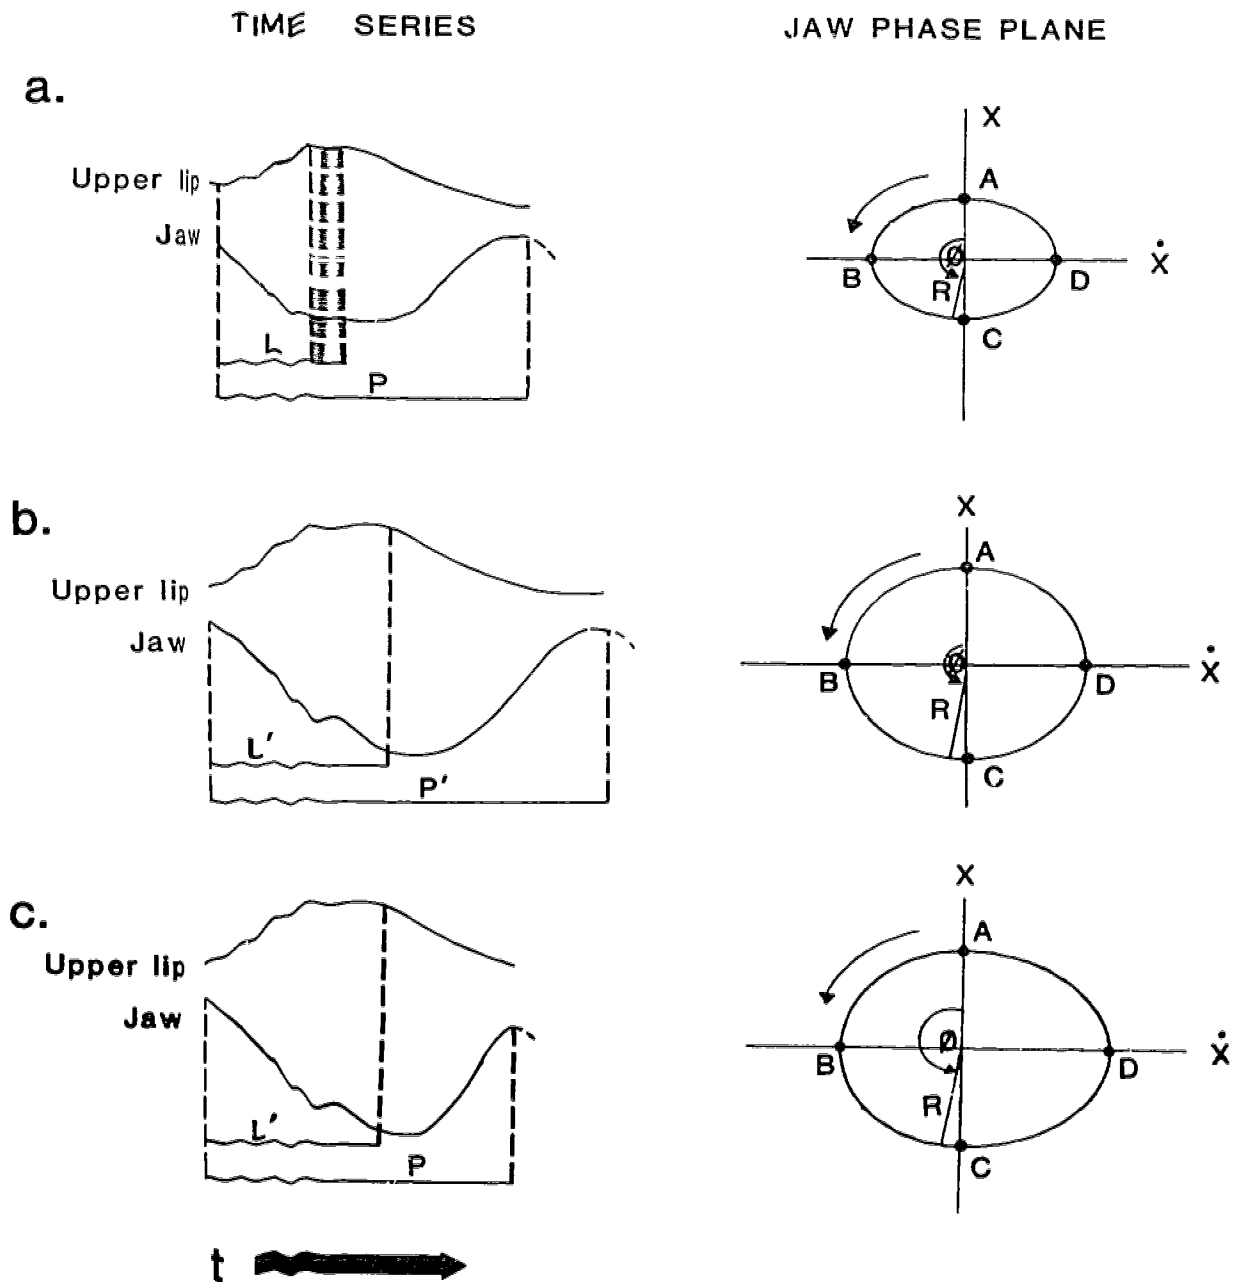 TIME SERIES
JAW PHASE PLANE
a.
Upper lip
Jaw
L
P
X
A
B
Ø
R
D
Ẋ
C
b.
Upper lip
Jaw
L'
P'
X
A
B
Ø
R
D
Ẋ
C
c.
Upper lip
Jaw
L'
P
X
A
B
Ø
R
D
Ẋ
C
t